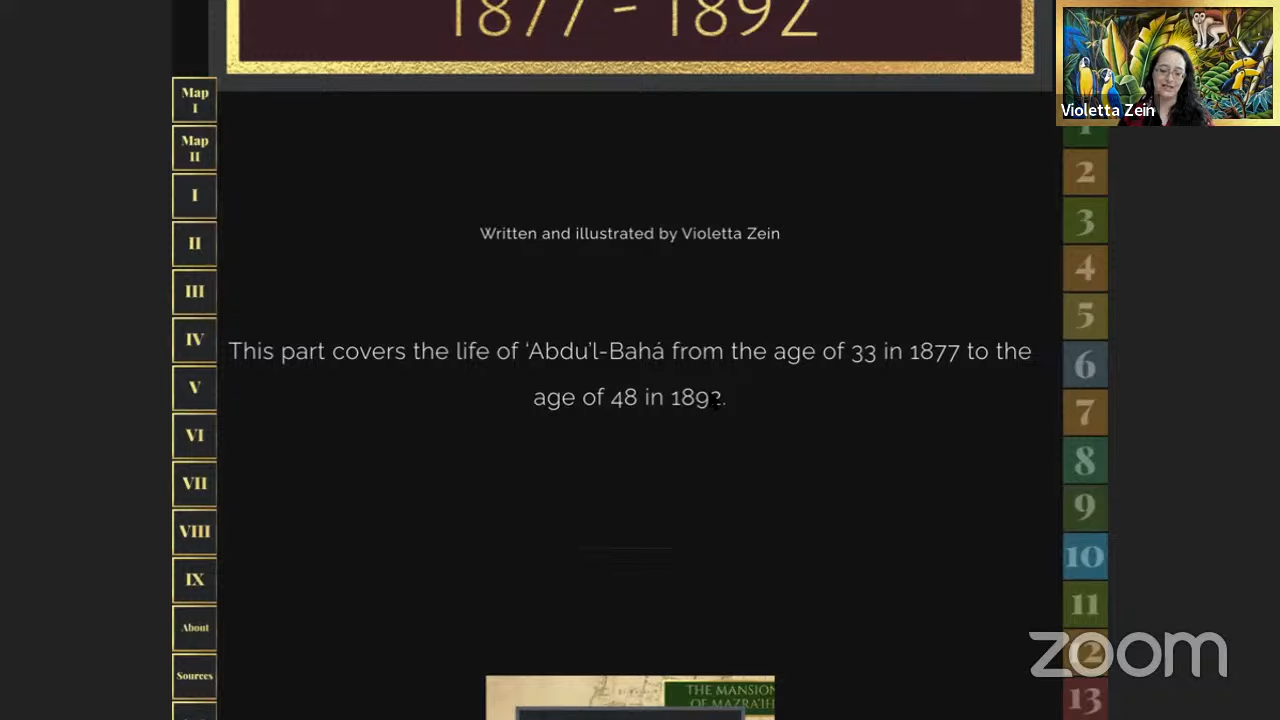 1877 - 1892
Map
I
Map
II
I
II
III
IV
V
VI
VII
VIII
IX
About
Sources
Written and illustrated by Violetta Zein
This part covers the life of ‘Abdu’l-Bahá from the age of 33 in 1877 to the
age of 48 in 1892.
THE MANSION
OF MAZRA'IH
Violetta Zein
1
2
3
4
5
6
7
8
9
10
11
12
13
zoom